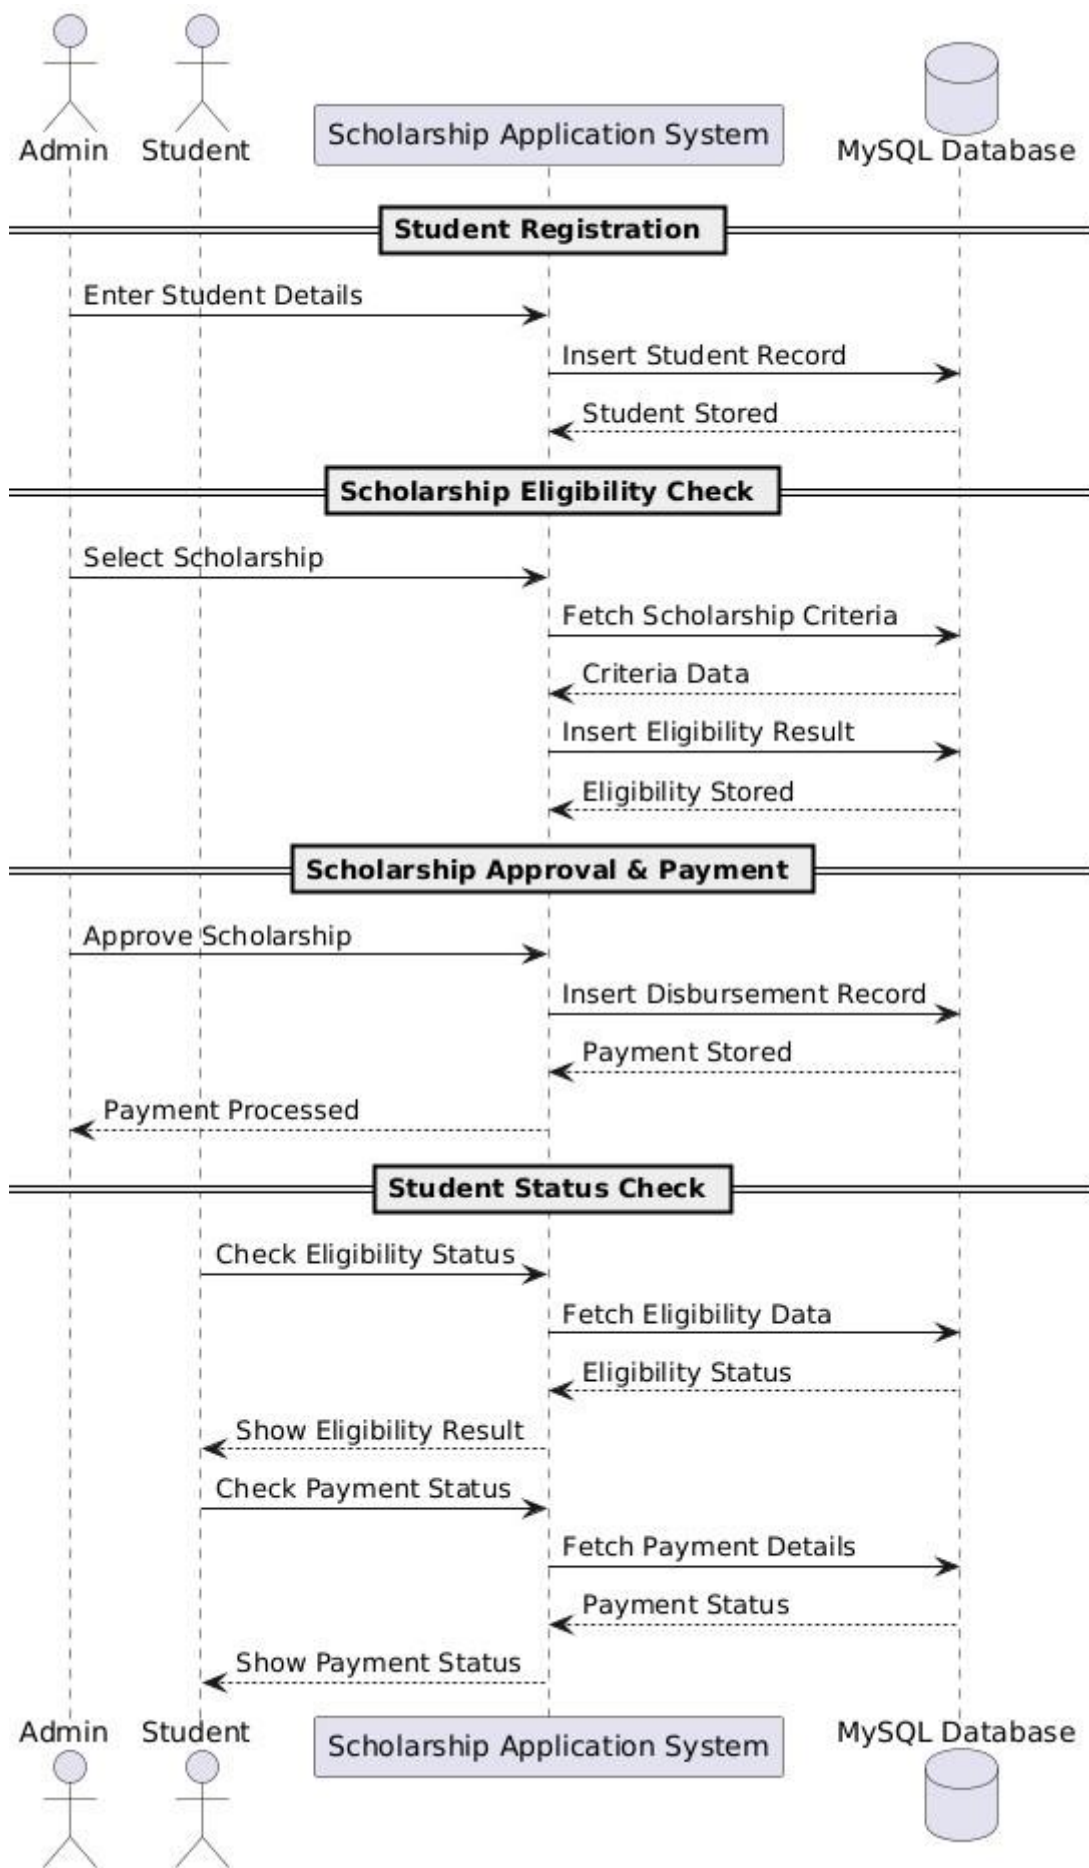 Admin
Student
Scholarship Application System
MySQL Database
Student Registration
Enter Student Details
Insert Student Record
Student Stored
Scholarship Eligibility Check
Select Scholarship
Fetch Scholarship Criteria
Criteria Data
Insert Eligibility Result
Eligibility Stored
Scholarship Approval & Payment
Approve Scholarship
Insert Disbursement Record
Payment Stored
Payment Processed
Student Status Check
Check Eligibility Status
Fetch Eligibility Data
Eligibility Status
Show Eligibility Result
Check Payment Status
Fetch Payment Details
Payment Status
Show Payment Status
Admin
Student
Scholarship Application System
MySQL Database